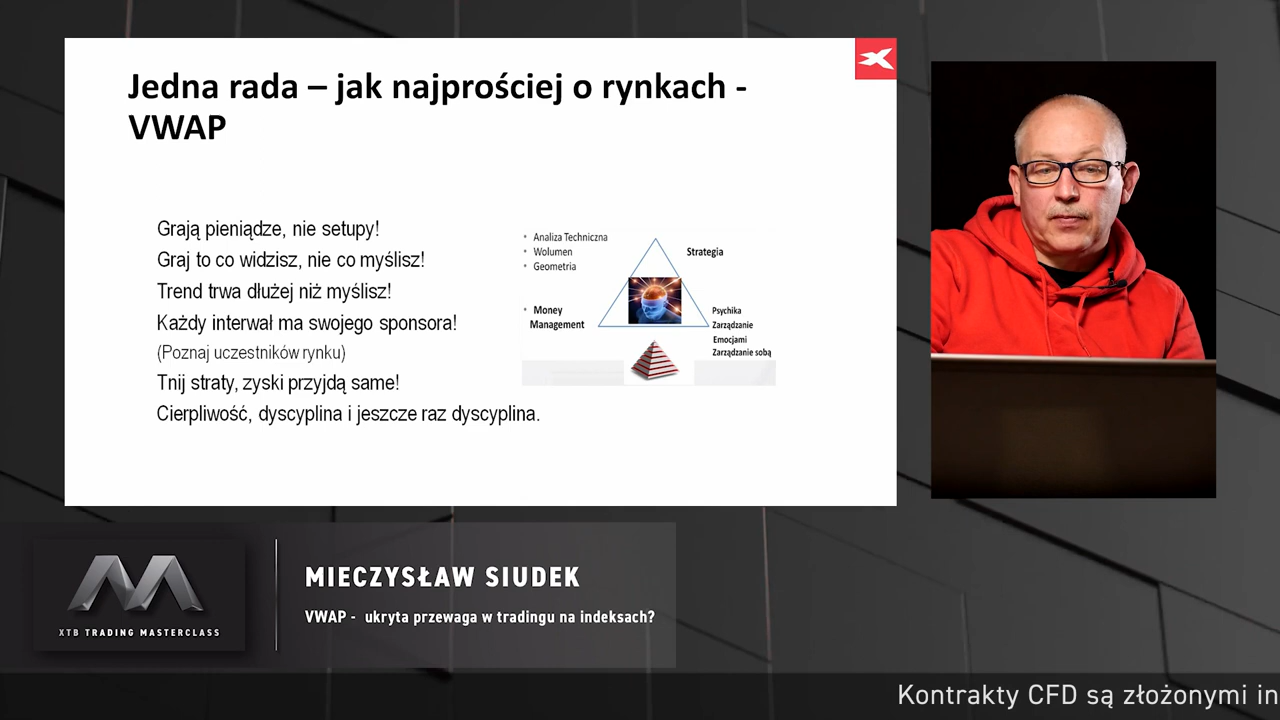 Jedna rada – jak najprościej o rynkach -
VWAP
Grają pieniądze, nie setupy!
Graj to co widzisz, nie co myślisz!
Trend trwa dłużej niż myślisz!
Każdy interwał ma swojego sponsora!
(Poznaj uczestników rynku)
Tnij straty, zyski przyjdą same!
Cierpliwość, dyscyplina i jeszcze raz dyscyplina.
• Analiza Techniczna
• Wolumen
• Geometria
Strategia
• Money
Management
Psychika
Zarządzanie
Emocjami
Zarządzanie sobą
XTB TRADING MASTERCLASS
MIECZYSŁAW SIUDEK
VWAP - ukryta przewaga w tradingu na indeksach?
Kontrakty CFD są złożonymi in